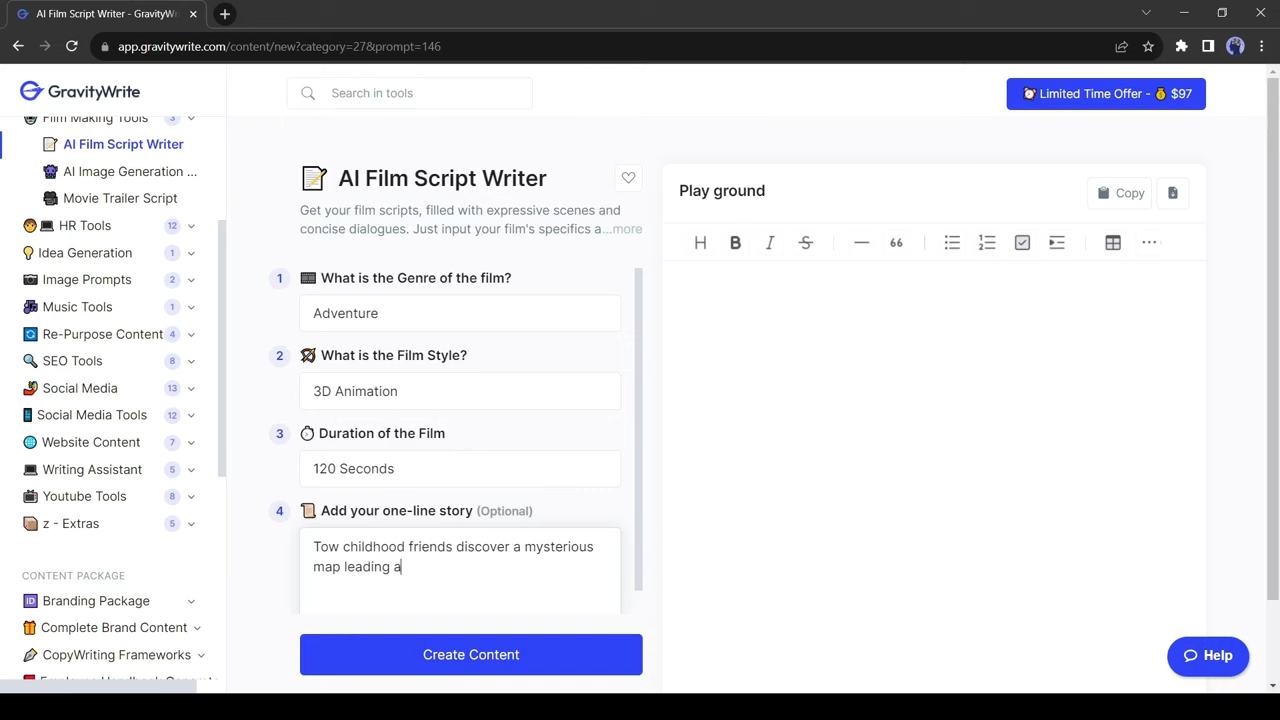 AI Film Script Writer - GravityWr
app.gravitywrite.com/content/new?category=27&prompt=146
GravityWrite
Search in tools
Limited Time Offer - $97
Film Making Tools 3
AI Film Script Writer
AI Image Generation ...
Movie Trailer Script
HR Tools 12
Idea Generation 1
Image Prompts 2
Music Tools 1
Re-Purpose Content 4
SEO Tools 8
Social Media 13
Social Media Tools 12
Website Content 7
Writing Assistant 5
Youtube Tools 8
z - Extras 5
CONTENT PACKAGE
Branding Package
Complete Brand Content
CopyWriting Frameworks
AI Film Script Writer
Get your film scripts, filled with expressive scenes and
concise dialogues. Just input your film's specifics a...more
1 What is the Genre of the film?
Adventure
2 What is the Film Style?
3D Animation
3 Duration of the Film
120 Seconds
4 Add your one-line story (Optional)
Tow childhood friends discover a mysterious
map leading a
Create Content
Play ground
Copy
H B I S
Help